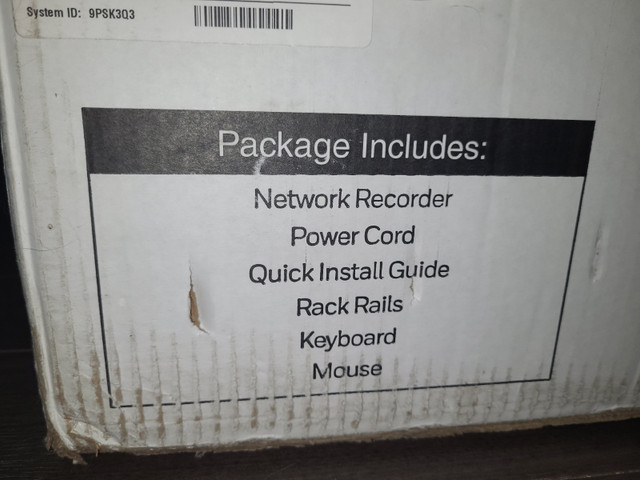 System ID: 9PSK3Q3
Package Includes:
Network Recorder
Power Cord
Quick Install Guide
Rack Rails
Keyboard
Mouse